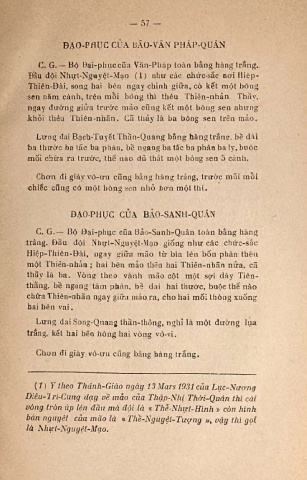 — 57 —
ĐẠO-PHỤC CỦA BẢO-VĂN PHÁP-QUÂN
C. G.— Bộ Đại-phục của Văn-Pháp toàn bằng hàng trắng.
Đầu đội Nhựt-Nguyệt-Mạo (1) như các chức-sắc nơi Hiệp-
Thiên-Đài, song hai bên ngay chính giữa, có kết một bông
sen năm cánh, trên mỗi bông thì thêu Thiên-nhãn. Thấy,
ngay đường giữa trước mão cũng kết một bông sen nhưng
khỏi thêu Thiên-nhãn. Cả thảy là ba bông sen trên mão.
Lưng đai Bạch-Tuyết Thần-Quang bằng hàng trắng, bề dài
ba thước ba tấc ba phân, bề ngang ba tấc ba phân ba ly, buộc
mối chừa ra trước, thế nào đủ thắt một bông sen 5 cánh.
Chơn đi giày vô-ưu cũng bằng hàng trắng, trước mũi mỗi
chiếc cũng có một bông sen nhỏ hơn một thí.
ĐẠO-PHỤC CỦA BẢO-SANH-QUÂN
C. G.— Bộ Đại-phục của Bảo-Sanh-Quân toàn bằng hàng
trắng. Đầu đội Nhựt-Nguyệt-Mạo giống như các chức-sắc
Hiệp-Thiên-Đài, ngay giữa mão từ bìa lên bốn phân thêu
một Thiên-nhãn ; hai bên mão thêu hai Thiên-nhãn nữa, cả
thảy là ba. Vòng theo vành mão cột một sợi dây Tiên-
thằng, bề ngang tám phân, bề dài hai thước, buộc thế nào
chừa Thiên-nhãn ngay giữa mão ra, cho hai mối thòng xuống
hai bên vai.
Lưng đai Song-Quang thần-thông, nghĩ là một đường lụa
trắng, kết hai bên hông hai vòng vô-vi.
Chơn đi giày vô-ưu cũng bằng hàng trắng.
(1) Y theo Thánh-Giáo ngày 13 Mars 1931 của Lục-Nương
Diêu-Trì-Cung dạy về mão của Thập-Nhị Thời-Quân thì cái
vòng tròn úp lên đầu mà đội là « Thể-Nhựt-Hình » còn hình
bán nguyệt của mão là « Thể-Nguyệt-Tượng », vậy thì gọi
là Nhựt-Nguyệt-Mạo.